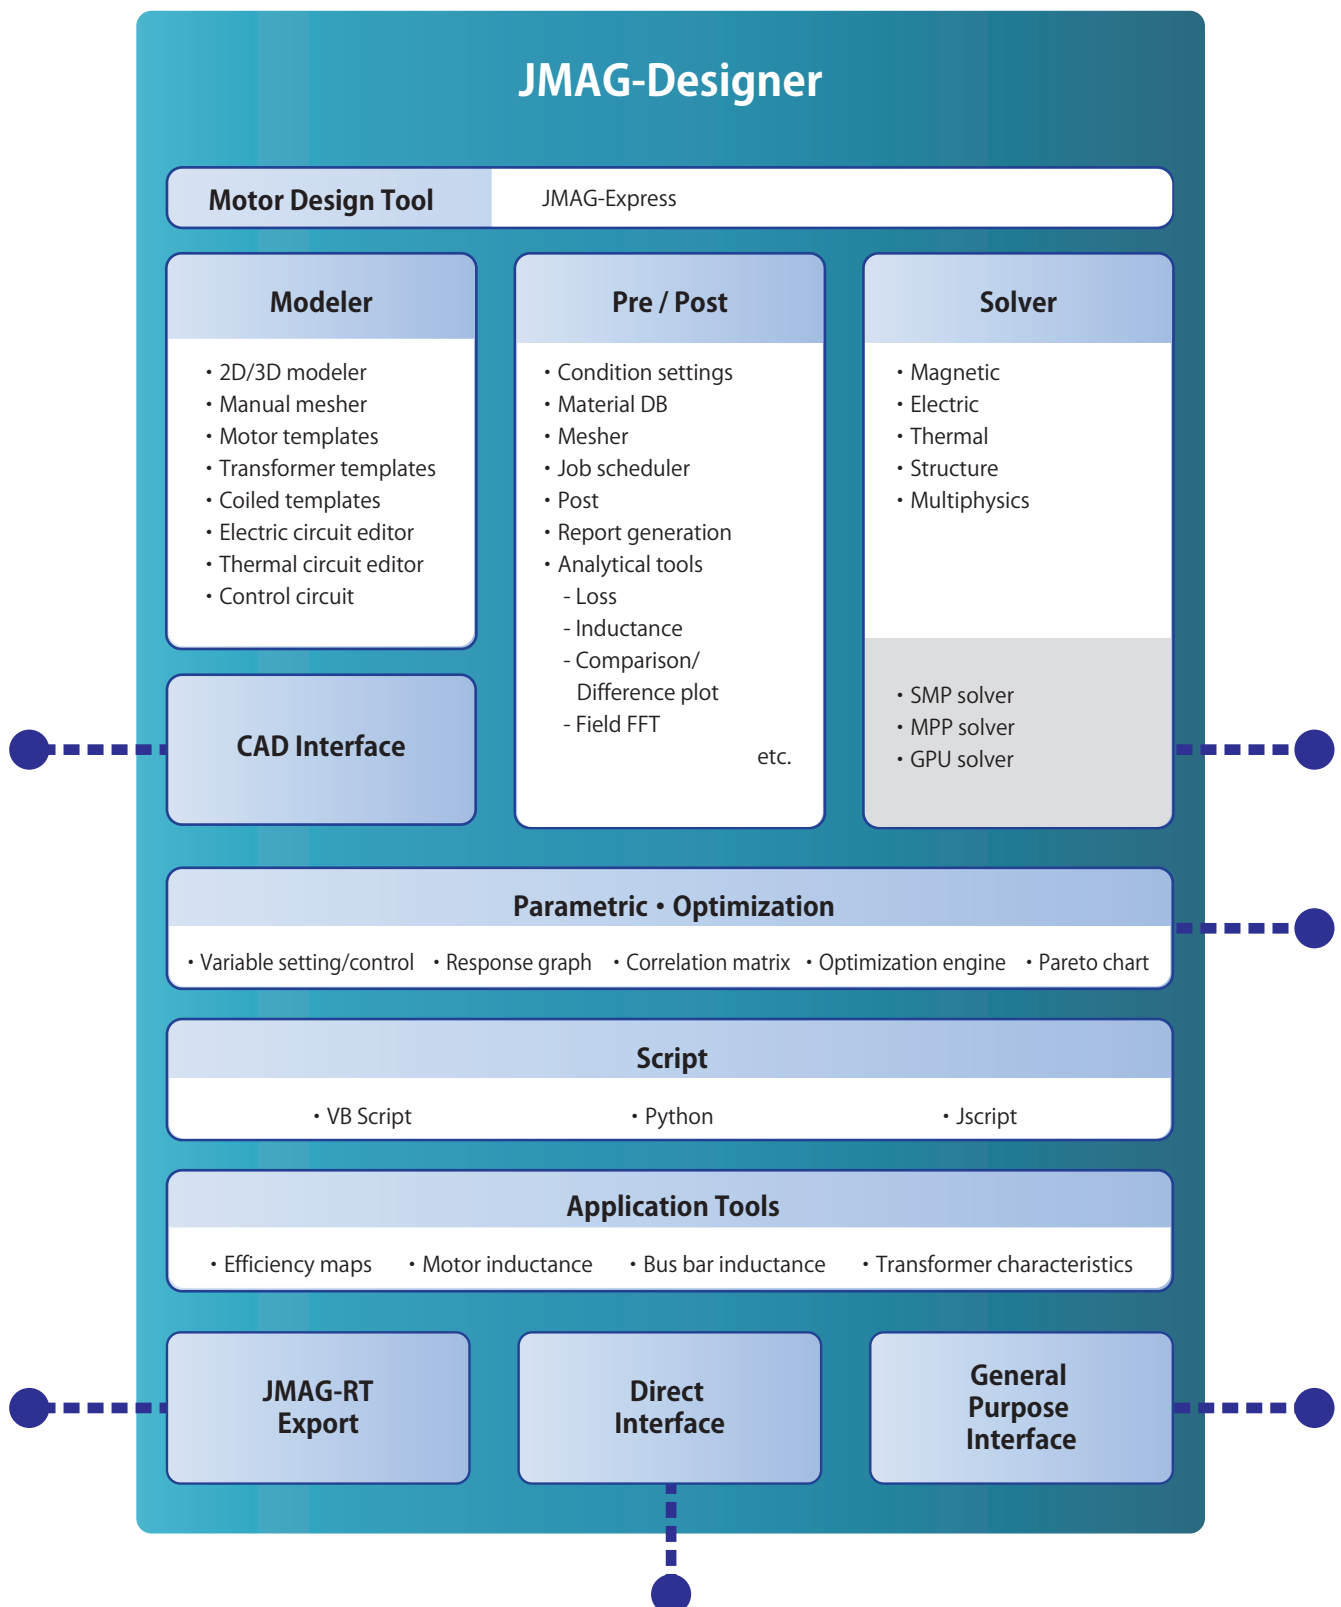 JMAG-Designer
Motor Design Tool
JMAG-Express
Modeler
・2D/3D modeler
・Manual mesher
・Motor templates
・Transformer templates
・Coiled templates
・Electric circuit editor
・Thermal circuit editor
・Control circuit
CAD Interface
Pre / Post
・Condition settings
・Material DB
・Mesher
・Job scheduler
・Post
・Report generation
・Analytical tools
- Loss
- Inductance
- Comparison/
Difference plot
- Field FFT
etc.
Solver
・Magnetic
・Electric
・Thermal
・Structure
・Multiphysics
・SMP solver
・MPP solver
・GPU solver
Parametric・Optimization
・Variable setting/control ・Response graph ・Correlation matrix ・Optimization engine ・Pareto chart
Script
・VB Script ・Python ・Jscript
Application Tools
・Efficiency maps ・Motor inductance ・Bus bar inductance ・Transformer characteristics
JMAG-RT
Export
Direct
Interface
General
Purpose
Interface